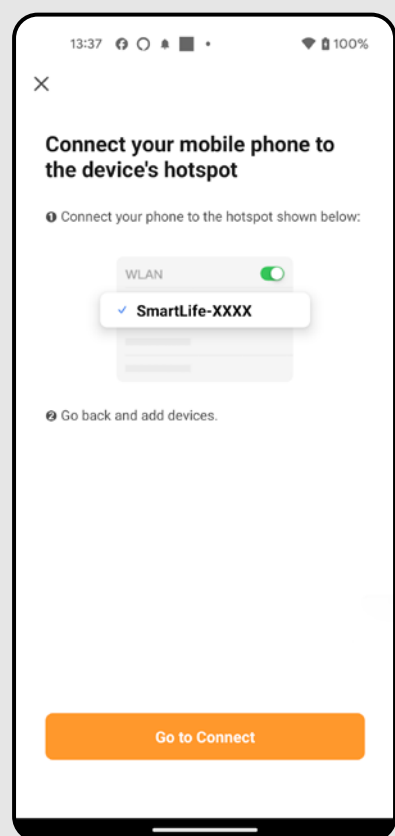 13:37
100%
Connect your mobile phone to
the device's hotspot
❶ Connect your phone to the hotspot shown below:
WLAN
SmartLife-XXXX
❷ Go back and add devices.
Go to Connect